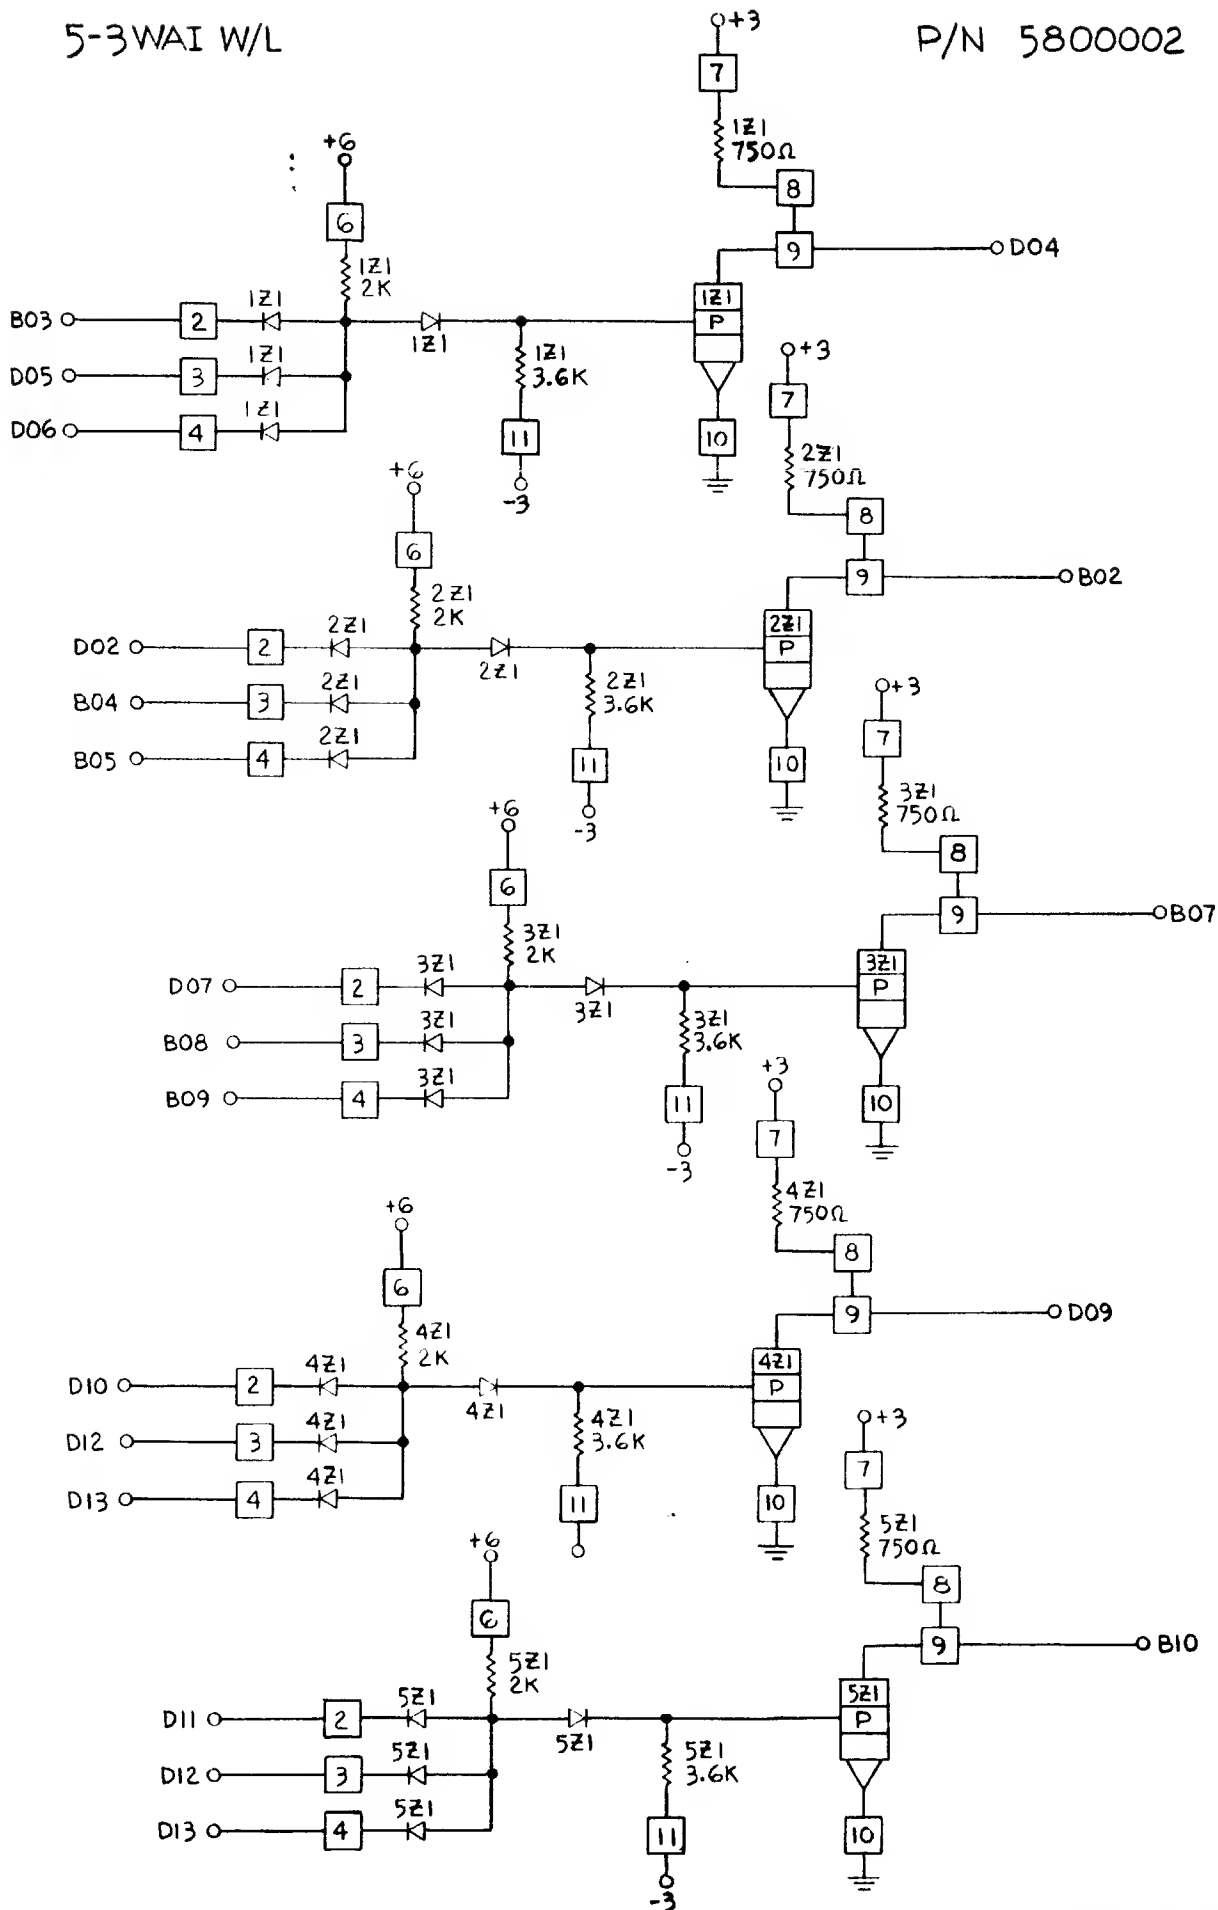 5-3WAI W/L
P/N 5800002
+3
7
1Z1
750Ω
8
9
D04
+6
6
1Z1
2K
B03
2
1Z1
1Z1
D05
3
1Z1
D06
4
1Z1
1Z1
3.6K
11
-3
1Z1
P
10
+3
7
2Z1
750Ω
8
9
B02
+6
6
2Z1
2K
D02
2
2Z1
2Z1
B04
3
2Z1
B05
4
2Z1
2Z1
3.6K
11
-3
2Z1
P
10
+3
7
3Z1
750Ω
8
9
B07
+6
6
3Z1
2K
D07
2
3Z1
3Z1
B08
3
3Z1
B09
4
3Z1
3Z1
3.6K
11
-3
3Z1
P
10
+3
7
4Z1
750Ω
8
9
D09
+6
6
4Z1
2K
D10
2
4Z1
4Z1
D12
3
4Z1
D13
4
4Z1
4Z1
3.6K
11
4Z1
P
10
+3
7
5Z1
750Ω
8
9
B10
+6
6
5Z1
2K
D11
2
5Z1
5Z1
D12
3
5Z1
D13
4
5Z1
5Z1
3.6K
11
-3
5Z1
P
10